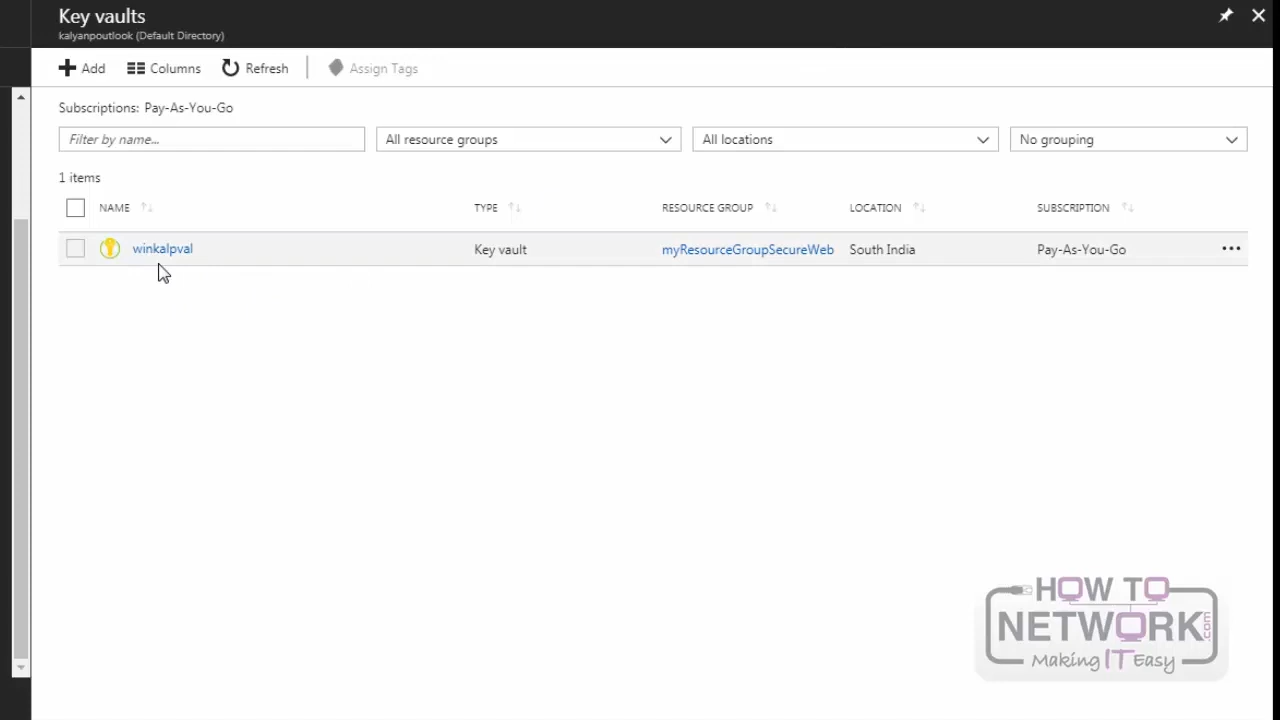 Key vaults
kalyanpoutlook (Default Directory)
Add Columns Refresh Assign Tags
Subscriptions: Pay-As-You-Go
Filter by name... All resource groups All locations No grouping
1 items
NAME TYPE RESOURCE GROUP LOCATION SUBSCRIPTION
winkalpval Key vault myResourceGroupSecureWeb South India Pay-As-You-Go
HOW TO
NETWORK.com
Making IT Easy